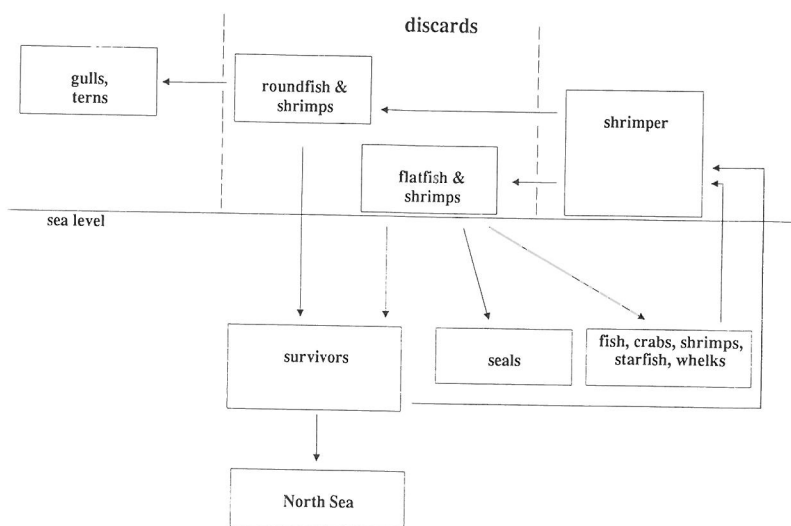 discards
gulls,
terns
roundfish &
shrimps
shrimper
flatfish &
shrimps
sea level
survivors
seals
fish, crabs, shrimps,
starfish, whelks
North Sea